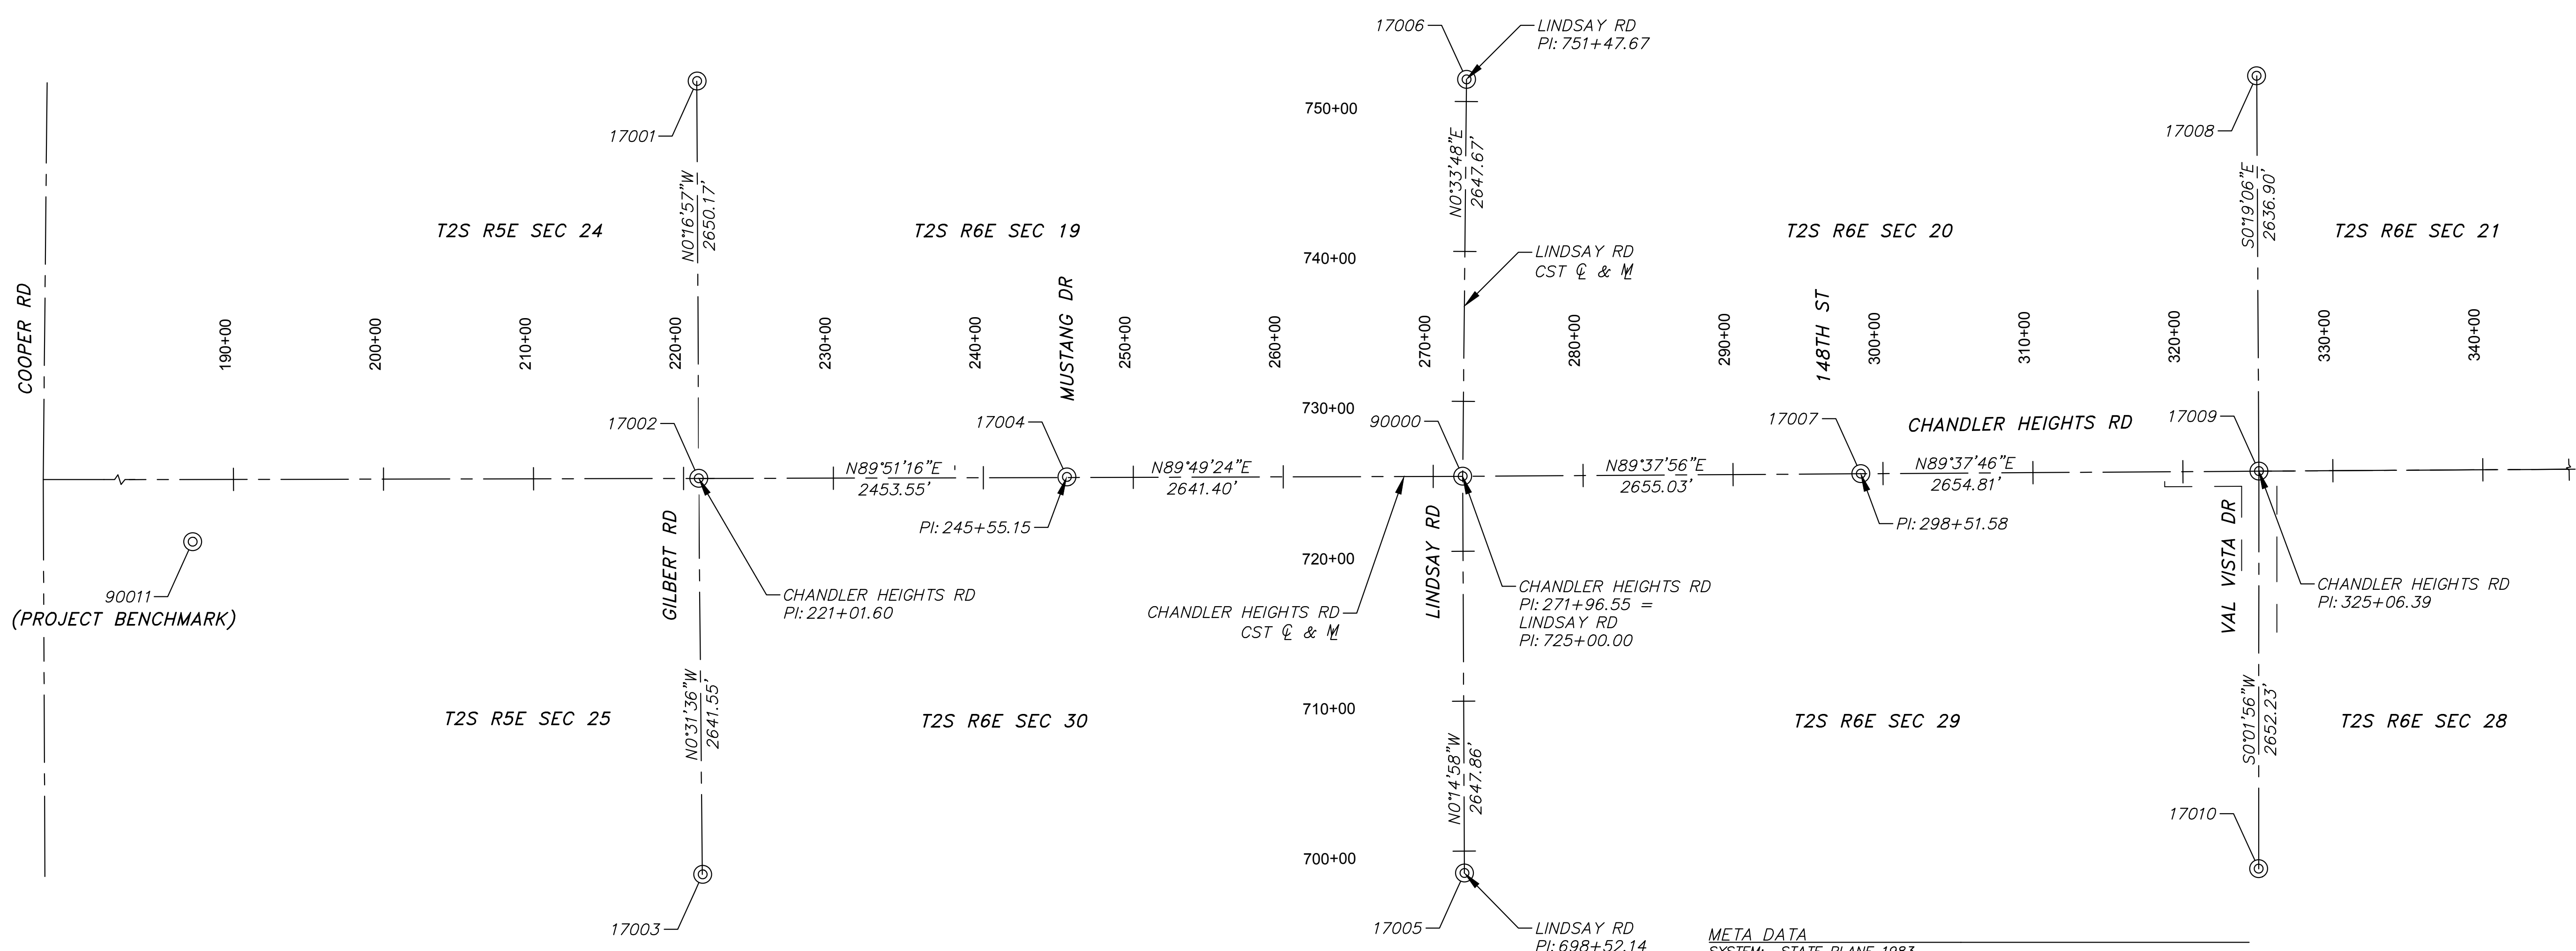 17006
LINDSAY RD
PI: 751+47.67
750+00
17001
17008
N0°16'57"W
2650.17'
N0°33'48"E
2647.67'
S0°19'06"E
2636.90'
T2S R5E SEC 24
T2S R6E SEC 19
T2S R6E SEC 20
T2S R6E SEC 21
740+00
LINDSAY RD
CST ℄ & M̲L̲
COOPER RD
190+00
200+00
210+00
220+00
230+00
240+00
MUSTANG DR
250+00
260+00
270+00
280+00
290+00
148TH ST
300+00
310+00
320+00
330+00
340+00
730+00
17002
17004
90000
17007
CHANDLER HEIGHTS RD
17009
N89°51'16"E
2453.55'
N89°49'24"E
2641.40'
N89°37'56"E
2655.03'
N89°37'46"E
2654.81'
PI: 245+55.15
PI: 298+51.58
GILBERT RD
LINDSAY RD
VAL VISTA DR
720+00
90011
(PROJECT BENCHMARK)
CHANDLER HEIGHTS RD
PI: 221+01.60
CHANDLER HEIGHTS RD
CST ℄ & M̲L̲
CHANDLER HEIGHTS RD
PI: 271+96.55 =
LINDSAY RD
PI: 725+00.00
CHANDLER HEIGHTS RD
PI: 325+06.39
N0°31'36"W
2641.55'
N0°14'58"W
2647.86'
S0°01'56"W
2652.23'
T2S R5E SEC 25
T2S R6E SEC 30
710+00
T2S R6E SEC 29
T2S R6E SEC 28
700+00
17003
17005
17010
LINDSAY RD
PI: 698+52.14
META DATA
SYSTEM: STATE PLANE 1983